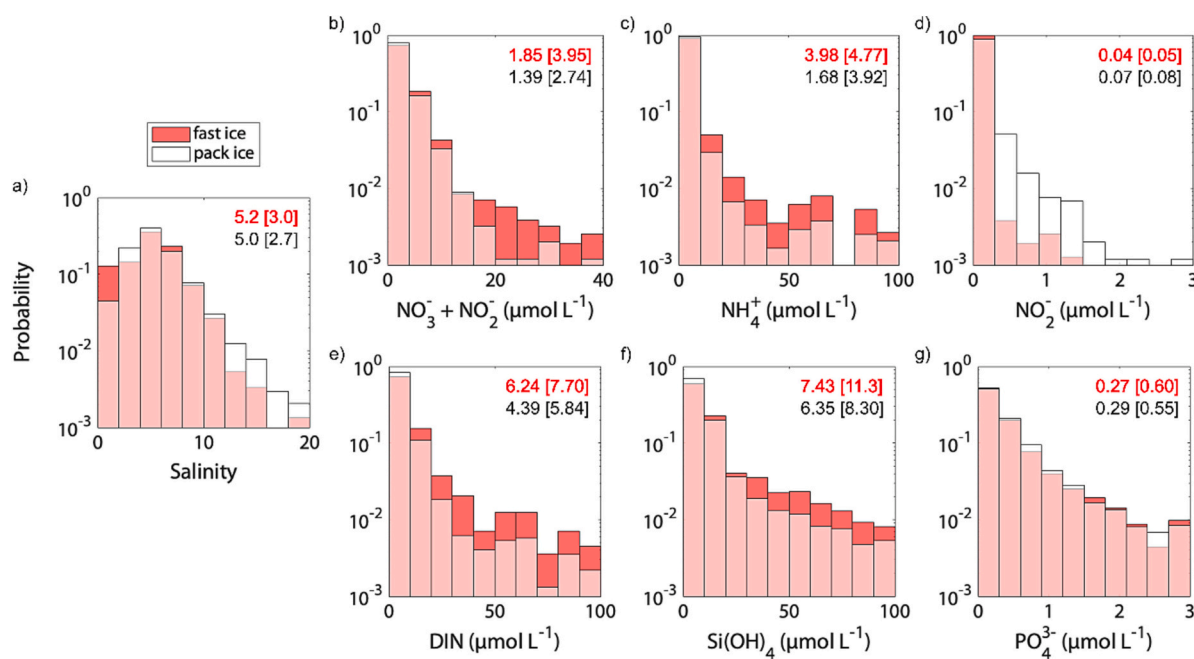 fast ice
pack ice
a)
10⁰
10⁻¹
10⁻²
10⁻³
Probability
5.2 [3.0]
5.0 [2.7]
0 10 20
Salinity
b)
10⁰
10⁻¹
10⁻²
10⁻³
1.85 [3.95]
1.39 [2.74]
0 20 40
NO₃⁻ + NO₂⁻ (µmol L⁻¹)
c)
10⁰
10⁻¹
10⁻²
10⁻³
3.98 [4.77]
1.68 [3.92]
0 50 100
NH₄⁺ (µmol L⁻¹)
d)
10⁰
10⁻¹
10⁻²
10⁻³
0.04 [0.05]
0.07 [0.08]
0 1 2 3
NO₂⁻ (µmol L⁻¹)
e)
10⁰
10⁻¹
10⁻²
10⁻³
6.24 [7.70]
4.39 [5.84]
0 50 100
DIN (µmol L⁻¹)
f)
10⁰
10⁻¹
10⁻²
10⁻³
7.43 [11.3]
6.35 [8.30]
0 50 100
Si(OH)₄ (µmol L⁻¹)
g)
10⁰
10⁻¹
10⁻²
10⁻³
0.27 [0.60]
0.29 [0.55]
0 1 2 3
PO₄³⁻ (µmol L⁻¹)